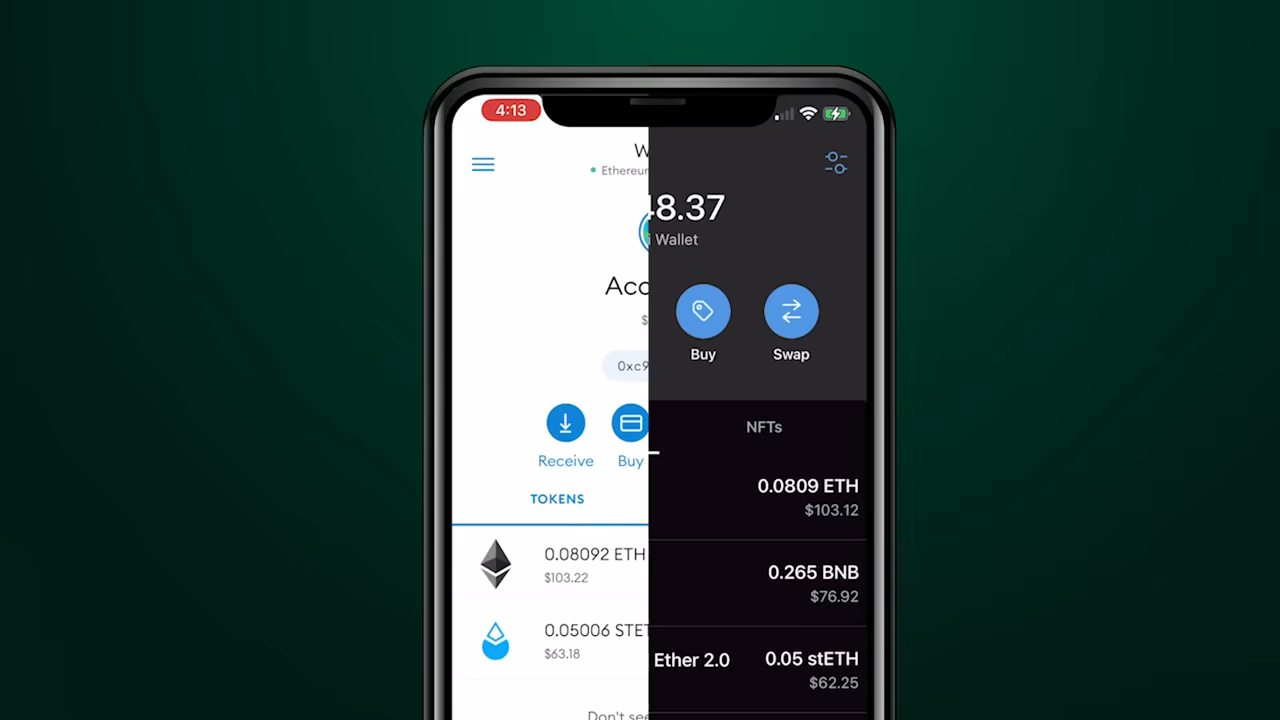 4:13
W
Ethereum
Acc
$
0xc9
Receive
Buy
TOKENS
0.08092 ETH
$103.22
0.05006 STET
$63.18
Don't see
48.37
i Wallet
Buy
Swap
NFTs
0.0809 ETH
$103.12
0.265 BNB
$76.92
Ether 2.0
0.05 stETH
$62.25